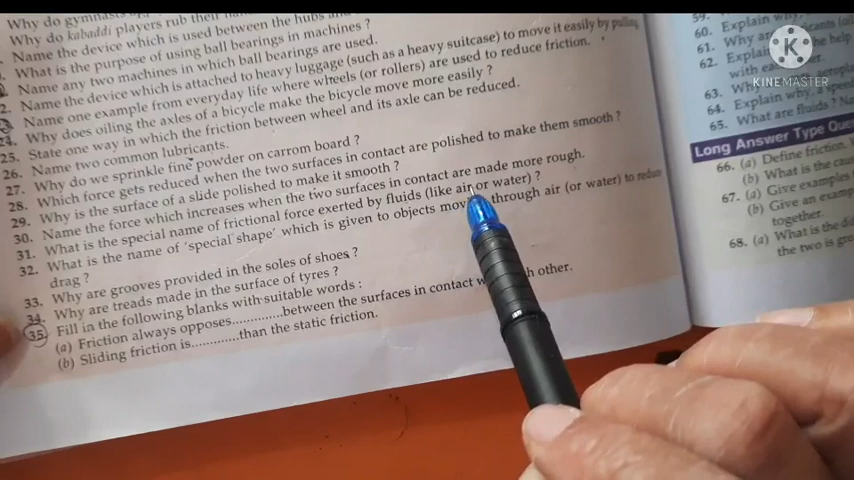 Why do gymnasts
Why do kabaddi players rub their
Name the device which is used between the hubs and
What is the purpose of using ball bearings in machines ?
Name any two machines in which ball bearings are used.
2. Name the device which is attached to heavy luggage (such as a heavy suitcase) to move it easily by pulling
Name one example from everyday life where wheels (or rollers) are used to reduce friction.
24. Why does oiling the axles of a bicycle make the bicycle move more easily ?
25. State one way in which the friction between wheel and its axle can be reduced.
26. Name two common lubricants.
27. Why do we sprinkle fine powder on carrom board ?
28. Which force gets reduced when the two surfaces in contact are polished to make them smooth ?
29. Why is the surface of a slide polished to make it smooth ?
30. Name the force which increases when the two surfaces in contact are made more rough.
31. What is the special name of frictional force exerted by fluids (like air or water) ?
32. What is the name of 'special shape' which is given to objects through air (or water) to
drag ?
33. Why are grooves provided in the soles of shoes ?
34. Why are treads made in the surface of tyres ?
35. Fill in the following blanks with suitable words :
(a) Friction always opposes............between the surfaces in contact other.
(b) Sliding friction is............than the static friction.
59.
60. Explain why
61. Why are
62. Explain help
with
63. Why
64. Explain why
65. What are fluids ?
Long Answer Type
66. (a) Define friction.
(b) What is the
67. (a) Give examples
(b) Give an
together.
68. (a) What is the
the two is
KINEMASTER